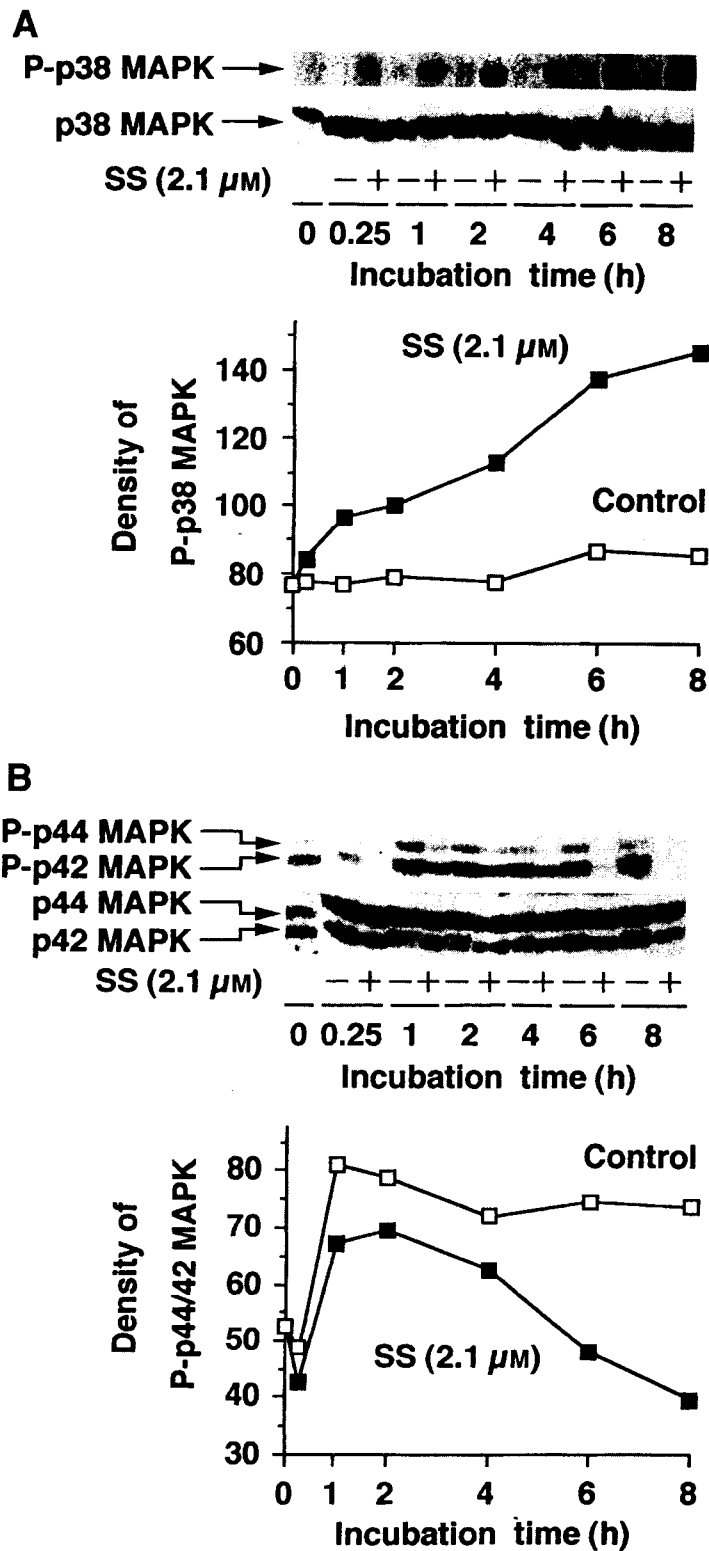 A
P-p38 MAPK
p38 MAPK
SS (2.1 µM) − + − + − + − + − + − +
0 0.25 1 2 4 6 8
Incubation time (h)
SS (2.1 µM)
Control
Density of
P-p38 MAPK
140
120
100
80
60
0 1 2 4 6 8
Incubation time (h)
B
P-p44 MAPK
P-p42 MAPK
p44 MAPK
p42 MAPK
SS (2.1 µM) − + − + − + − + − + − +
0 0.25 1 2 4 6 8
Incubation time (h)
Control
SS (2.1 µM)
Density of
P-p44/42 MAPK
80
70
60
50
40
30
0 1 2 4 6 8
Incubation time (h)